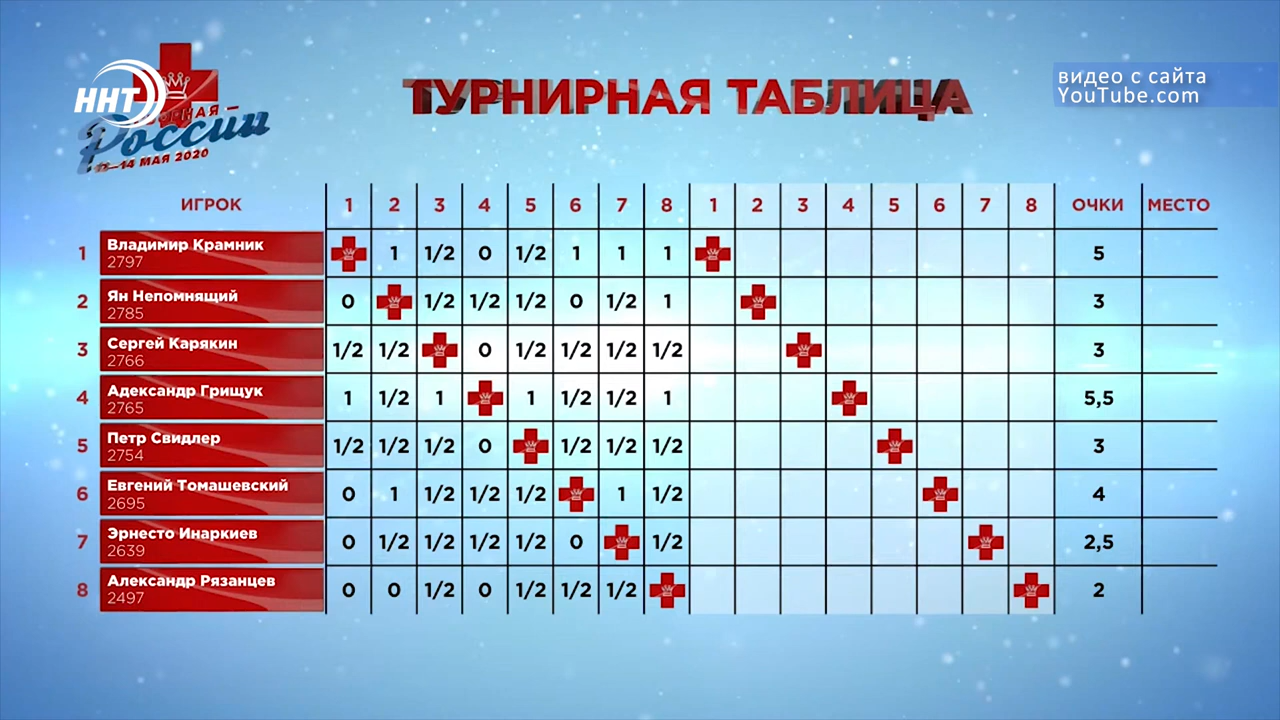 ННТ
России
14 МАЯ 2020
ТУРНИРНАЯ ТАБЛИЦА
видео с сайта
YouTube.com
ИГРОК 1 2 3 4 5 6 7 8 1 2 3 4 5 6 7 8 ОЧКИ МЕСТО
1 Владимир Крамник 1 1/2 0 1/2 1 1 1 5
2797
2 Ян Непомнящий 0 1/2 1/2 1/2 0 1/2 1 3
2785
3 Сергей Карякин 1/2 1/2 0 1/2 1/2 1/2 1/2 3
2766
4 Адександр Грищук 1 1/2 1 1 1/2 1/2 1 5,5
2765
5 Петр Свидлер 1/2 1/2 1/2 0 1/2 1/2 1/2 3
2754
6 Евгений Томашевский 0 1 1/2 1/2 1/2 1 1/2 4
2695
7 Эрнесто Инаркиев 0 1/2 1/2 1/2 1/2 0 1/2 2,5
2639
8 Александр Рязанцев 0 0 1/2 0 1/2 1/2 1/2 2
2497